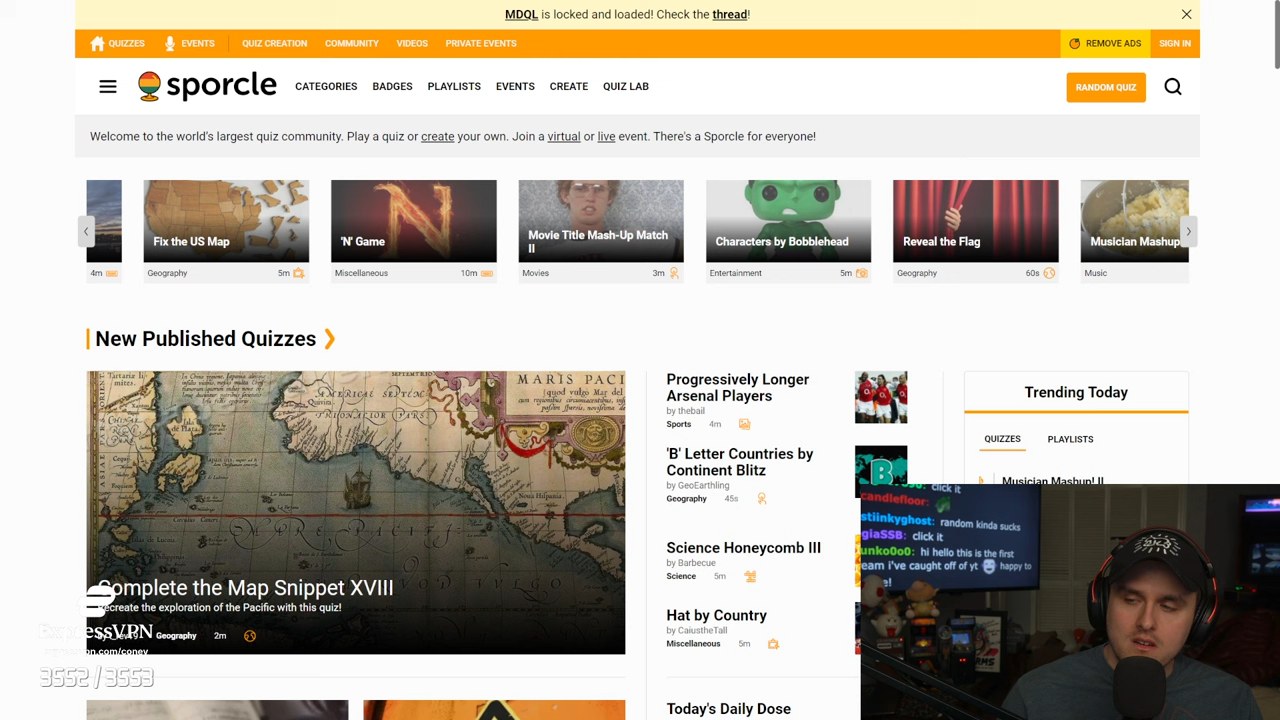 MDQL is locked and loaded! Check the thread!
QUIZZES EVENTS QUIZ CREATION COMMUNITY VIDEOS PRIVATE EVENTS REMOVE ADS SIGN IN
sporcle CATEGORIES BADGES PLAYLISTS EVENTS CREATE QUIZ LAB RANDOM QUIZ
Welcome to the world's largest quiz community. Play a quiz or create your own. Join a virtual or live event. There's a Sporcle for everyone!
4m
Fix the US Map
Geography 5m
'N' Game
Miscellaneous 10m
Movie Title Mash-Up Match
II
Movies 3m
Characters by Bobblehead
Entertainment 5m
Reveal the Flag
Geography 60s
Musician Mashup
Music
New Published Quizzes
MARIS PACI
AMERICAE SEPTEM
Complete the Map Snippet XVIII
Recreate the exploration of the Pacific with this quiz!
Geography 2m
ExpressVPN
3552 / 3553
Progressively Longer
Arsenal Players
by thebail
Sports 4m
'B' Letter Countries by
Continent Blitz
by GeoEarthling
Geography 45s
B
Science Honeycomb III
by Barbecue
Science 5m
Hat by Country
by CaiustheTall
Miscellaneous 5m
Today's Daily Dose
Trending Today
QUIZZES PLAYLISTS
Musician Mashup! II
click it
candlefloor:
stiinkyghost: random kinda sucks
giaSSB: click it
unko0o0: hi hello this is the first
eam i've caught off of yt happy to
e!